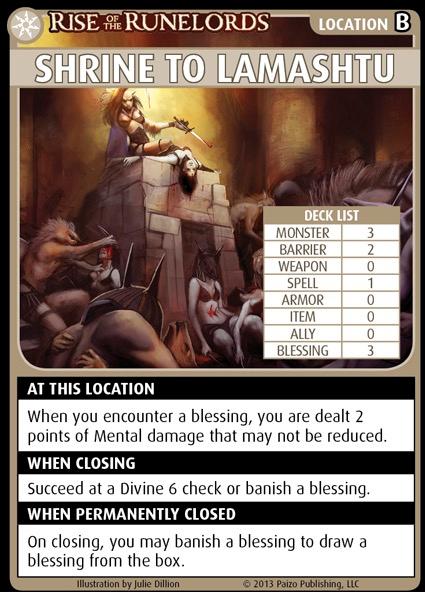 RISE OF THE RUNELORDS
LOCATION B
SHRINE TO LAMASHTU
DECK LIST
MONSTER 3
BARRIER 2
WEAPON 0
SPELL 1
ARMOR 0
ITEM 0
ALLY 0
BLESSING 3
AT THIS LOCATION
When you encounter a blessing, you are dealt 2
points of Mental damage that may not be reduced.
WHEN CLOSING
Succeed at a Divine 6 check or banish a blessing.
WHEN PERMANENTLY CLOSED
On closing, you may banish a blessing to draw a
blessing from the box.
Illustration by Julie Dillion © 2013 Paizo Publishing, LLC